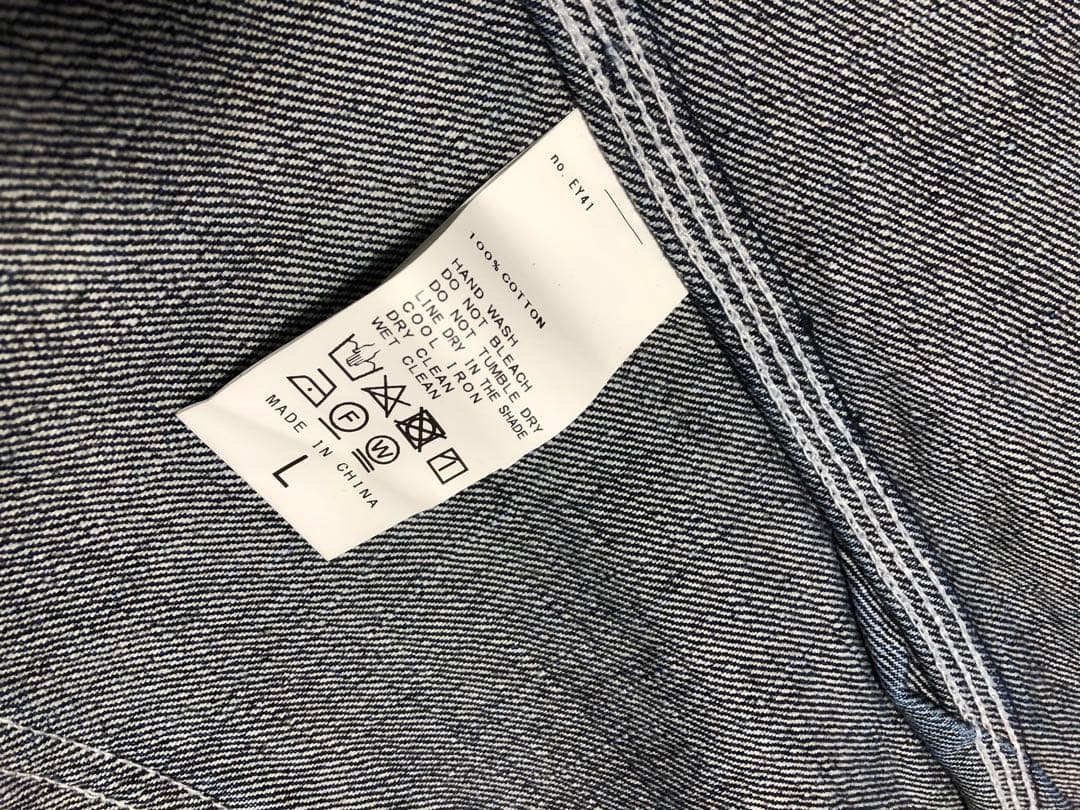 no. EY41
100% COTTON
HAND WASH
DO NOT BLEACH
DO NOT TUMBLE DRY
LINE DRY IN THE SHADE
COOL IRON
DRY CLEAN
WET CLEAN
F W
MADE IN CHINA
L